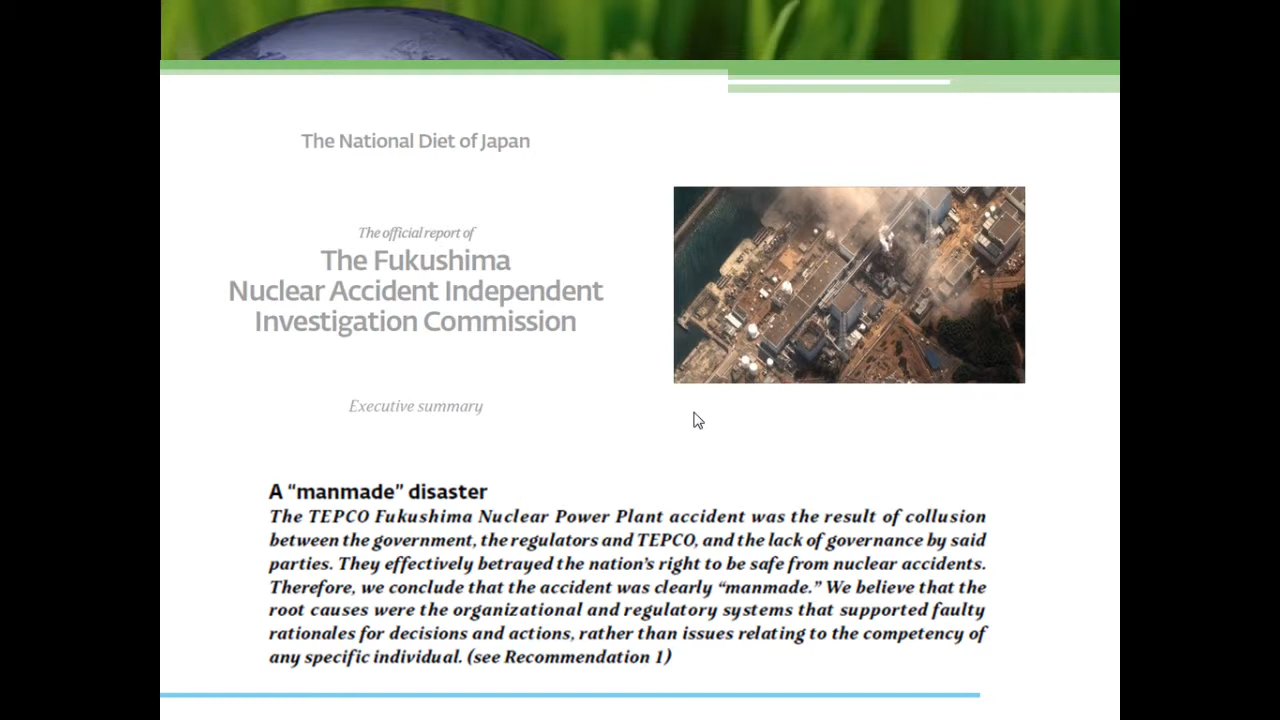 The National Diet of Japan
The official report of
The Fukushima
Nuclear Accident Independent
Investigation Commission
Executive summary
A “manmade” disaster
The TEPCO Fukushima Nuclear Power Plant accident was the result of collusion
between the government, the regulators and TEPCO, and the lack of governance by said
parties. They effectively betrayed the nation’s right to be safe from nuclear accidents.
Therefore, we conclude that the accident was clearly “manmade.” We believe that the
root causes were the organizational and regulatory systems that supported faulty
rationales for decisions and actions, rather than issues relating to the competency of
any specific individual. (see Recommendation 1)